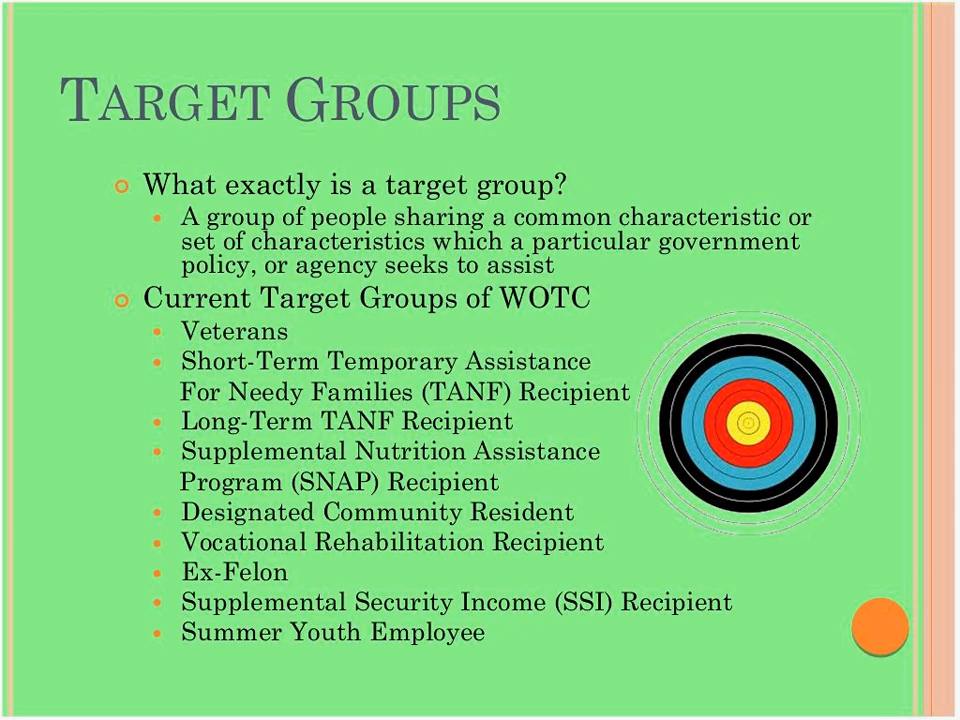 TARGET GROUPS
What exactly is a target group?
A group of people sharing a common characteristic or
set of characteristics which a particular government
policy, or agency seeks to assist
Current Target Groups of WOTC
Veterans
Short-Term Temporary Assistance
For Needy Families (TANF) Recipient
Long-Term TANF Recipient
Supplemental Nutrition Assistance
Program (SNAP) Recipient
Designated Community Resident
Vocational Rehabilitation Recipient
Ex-Felon
Supplemental Security Income (SSI) Recipient
Summer Youth Employee